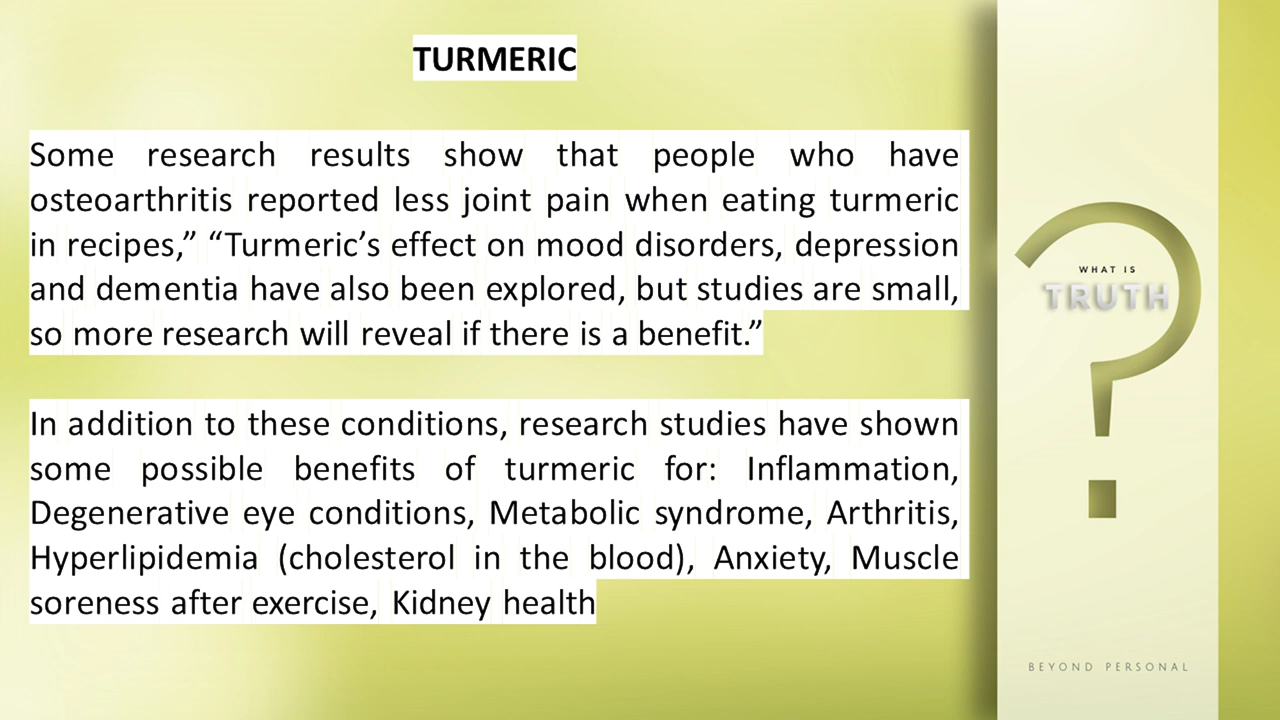 TURMERIC
Some research results show that people who have
osteoarthritis reported less joint pain when eating turmeric
in recipes,” “Turmeric’s effect on mood disorders, depression
and dementia have also been explored, but studies are small,
so more research will reveal if there is a benefit.”
In addition to these conditions, research studies have shown
some possible benefits of turmeric for: Inflammation,
Degenerative eye conditions, Metabolic syndrome, Arthritis,
Hyperlipidemia (cholesterol in the blood), Anxiety, Muscle
soreness after exercise, Kidney health
WHAT IS
TRUTH
BEYOND PERSONAL